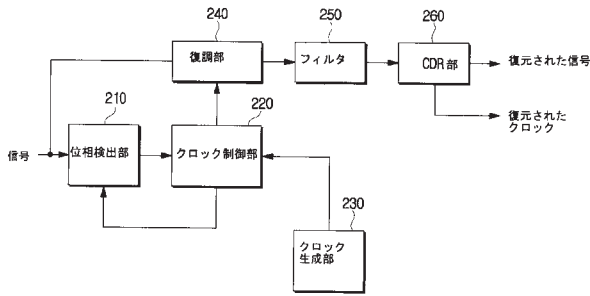 240
復調部
250
フィルタ
260
CDR部
復元された信号
復元された
クロック
210
位相検出部
220
クロック制御部
信号
230
クロック
生成部